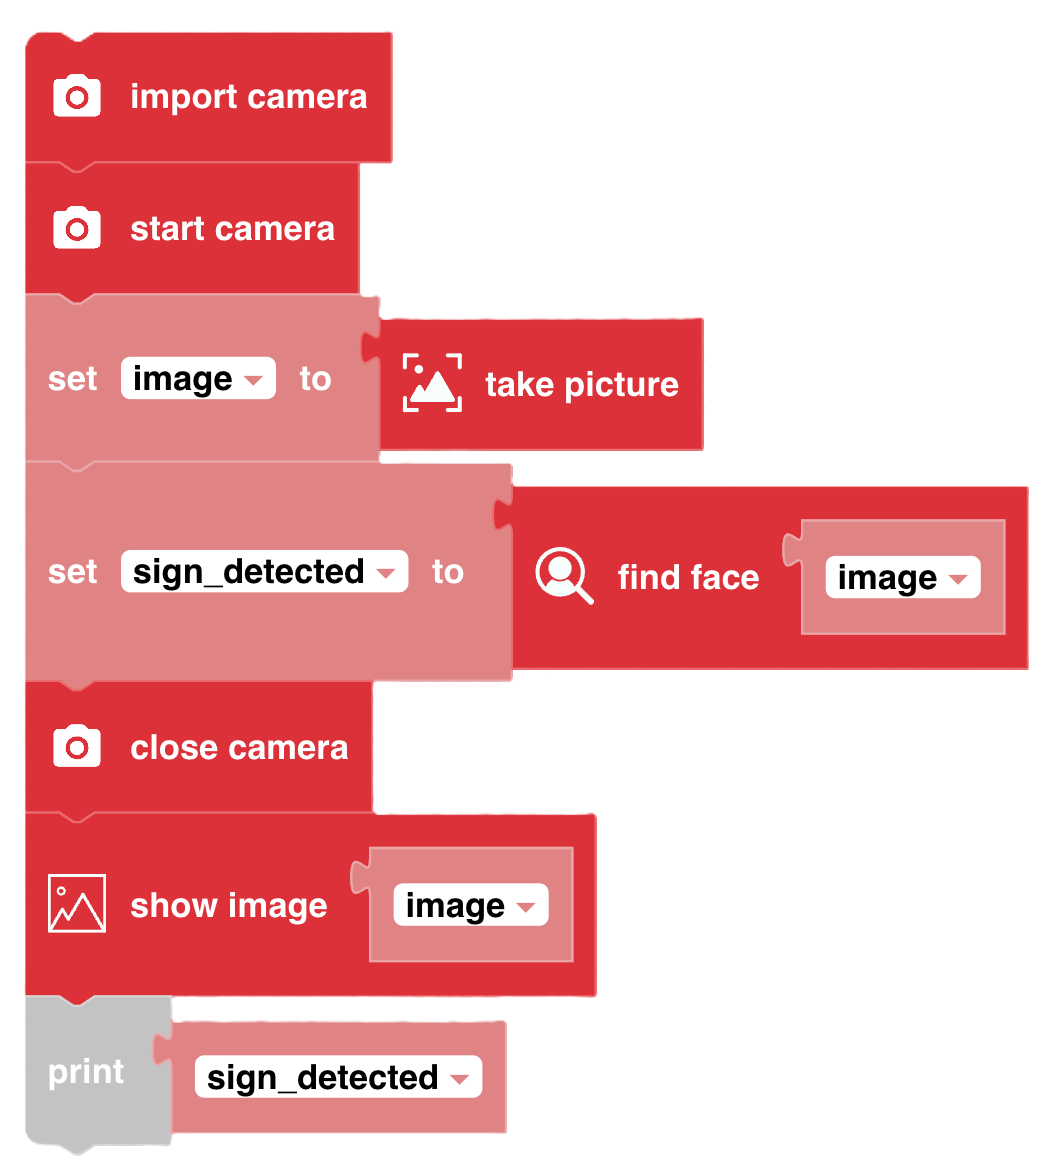 import camera
start camera
set image to take picture
set sign_detected to find face image
close camera
show image image
print sign_detected